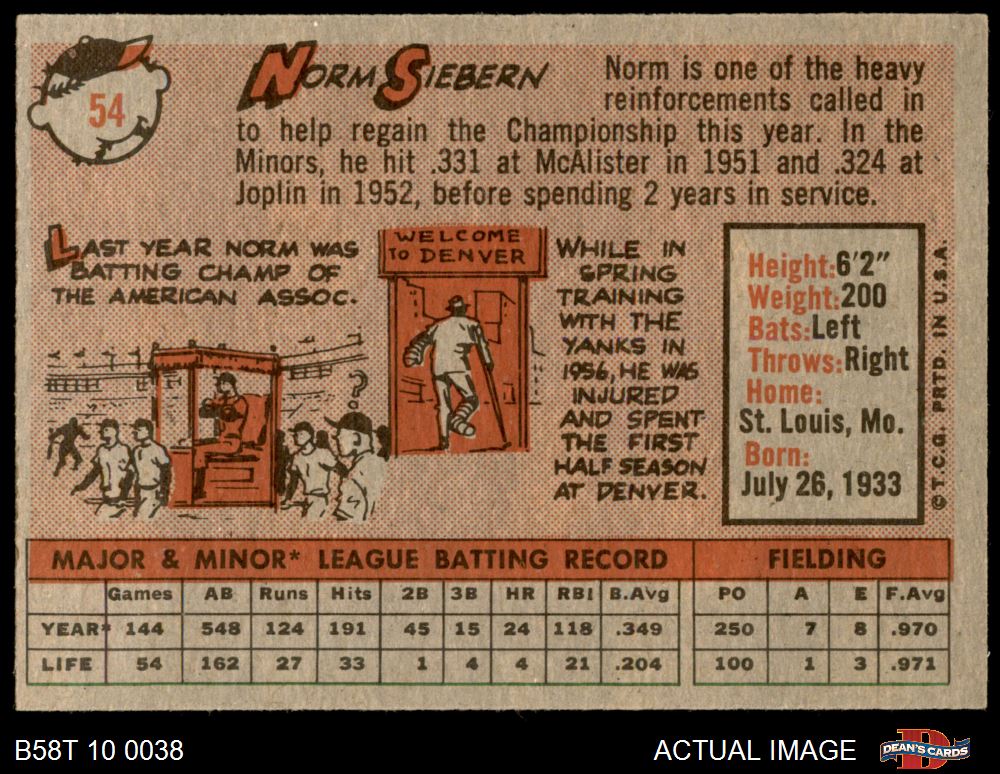 54
NORM SIEBERN
Norm is one of the heavy
reinforcements called in
to help regain the Championship this year. In the
Minors, he hit .331 at McAlister in 1951 and .324 at
Joplin in 1952, before spending 2 years in service.
LAST YEAR NORM WAS
BATTING CHAMP OF
THE AMERICAN ASSOC.
?
WELCOME
TO DENVER
WHILE IN
SPRING
TRAINING
WITH THE
YANKS IN
1956, HE WAS
INJURED
AND SPENT
THE FIRST
HALF SEASON
AT DENVER.
Height: 6'2"
Weight: 200
Bats: Left
Throws: Right
Home:
St. Louis, Mo.
Born:
July 26, 1933
© T.C.G. PRTD. IN U.S.A.
MAJOR & MINOR* LEAGUE BATTING RECORD FIELDING
Games AB Runs Hits 2B 3B HR RBI B.Avg PO A E F.Avg
YEAR* 144 548 124 191 45 15 24 118 .349 250 7 8 .970
LIFE 54 162 27 33 1 4 4 21 .204 100 1 3 .971
B58T 10 0038 ACTUAL IMAGE DEAN'S CARDS